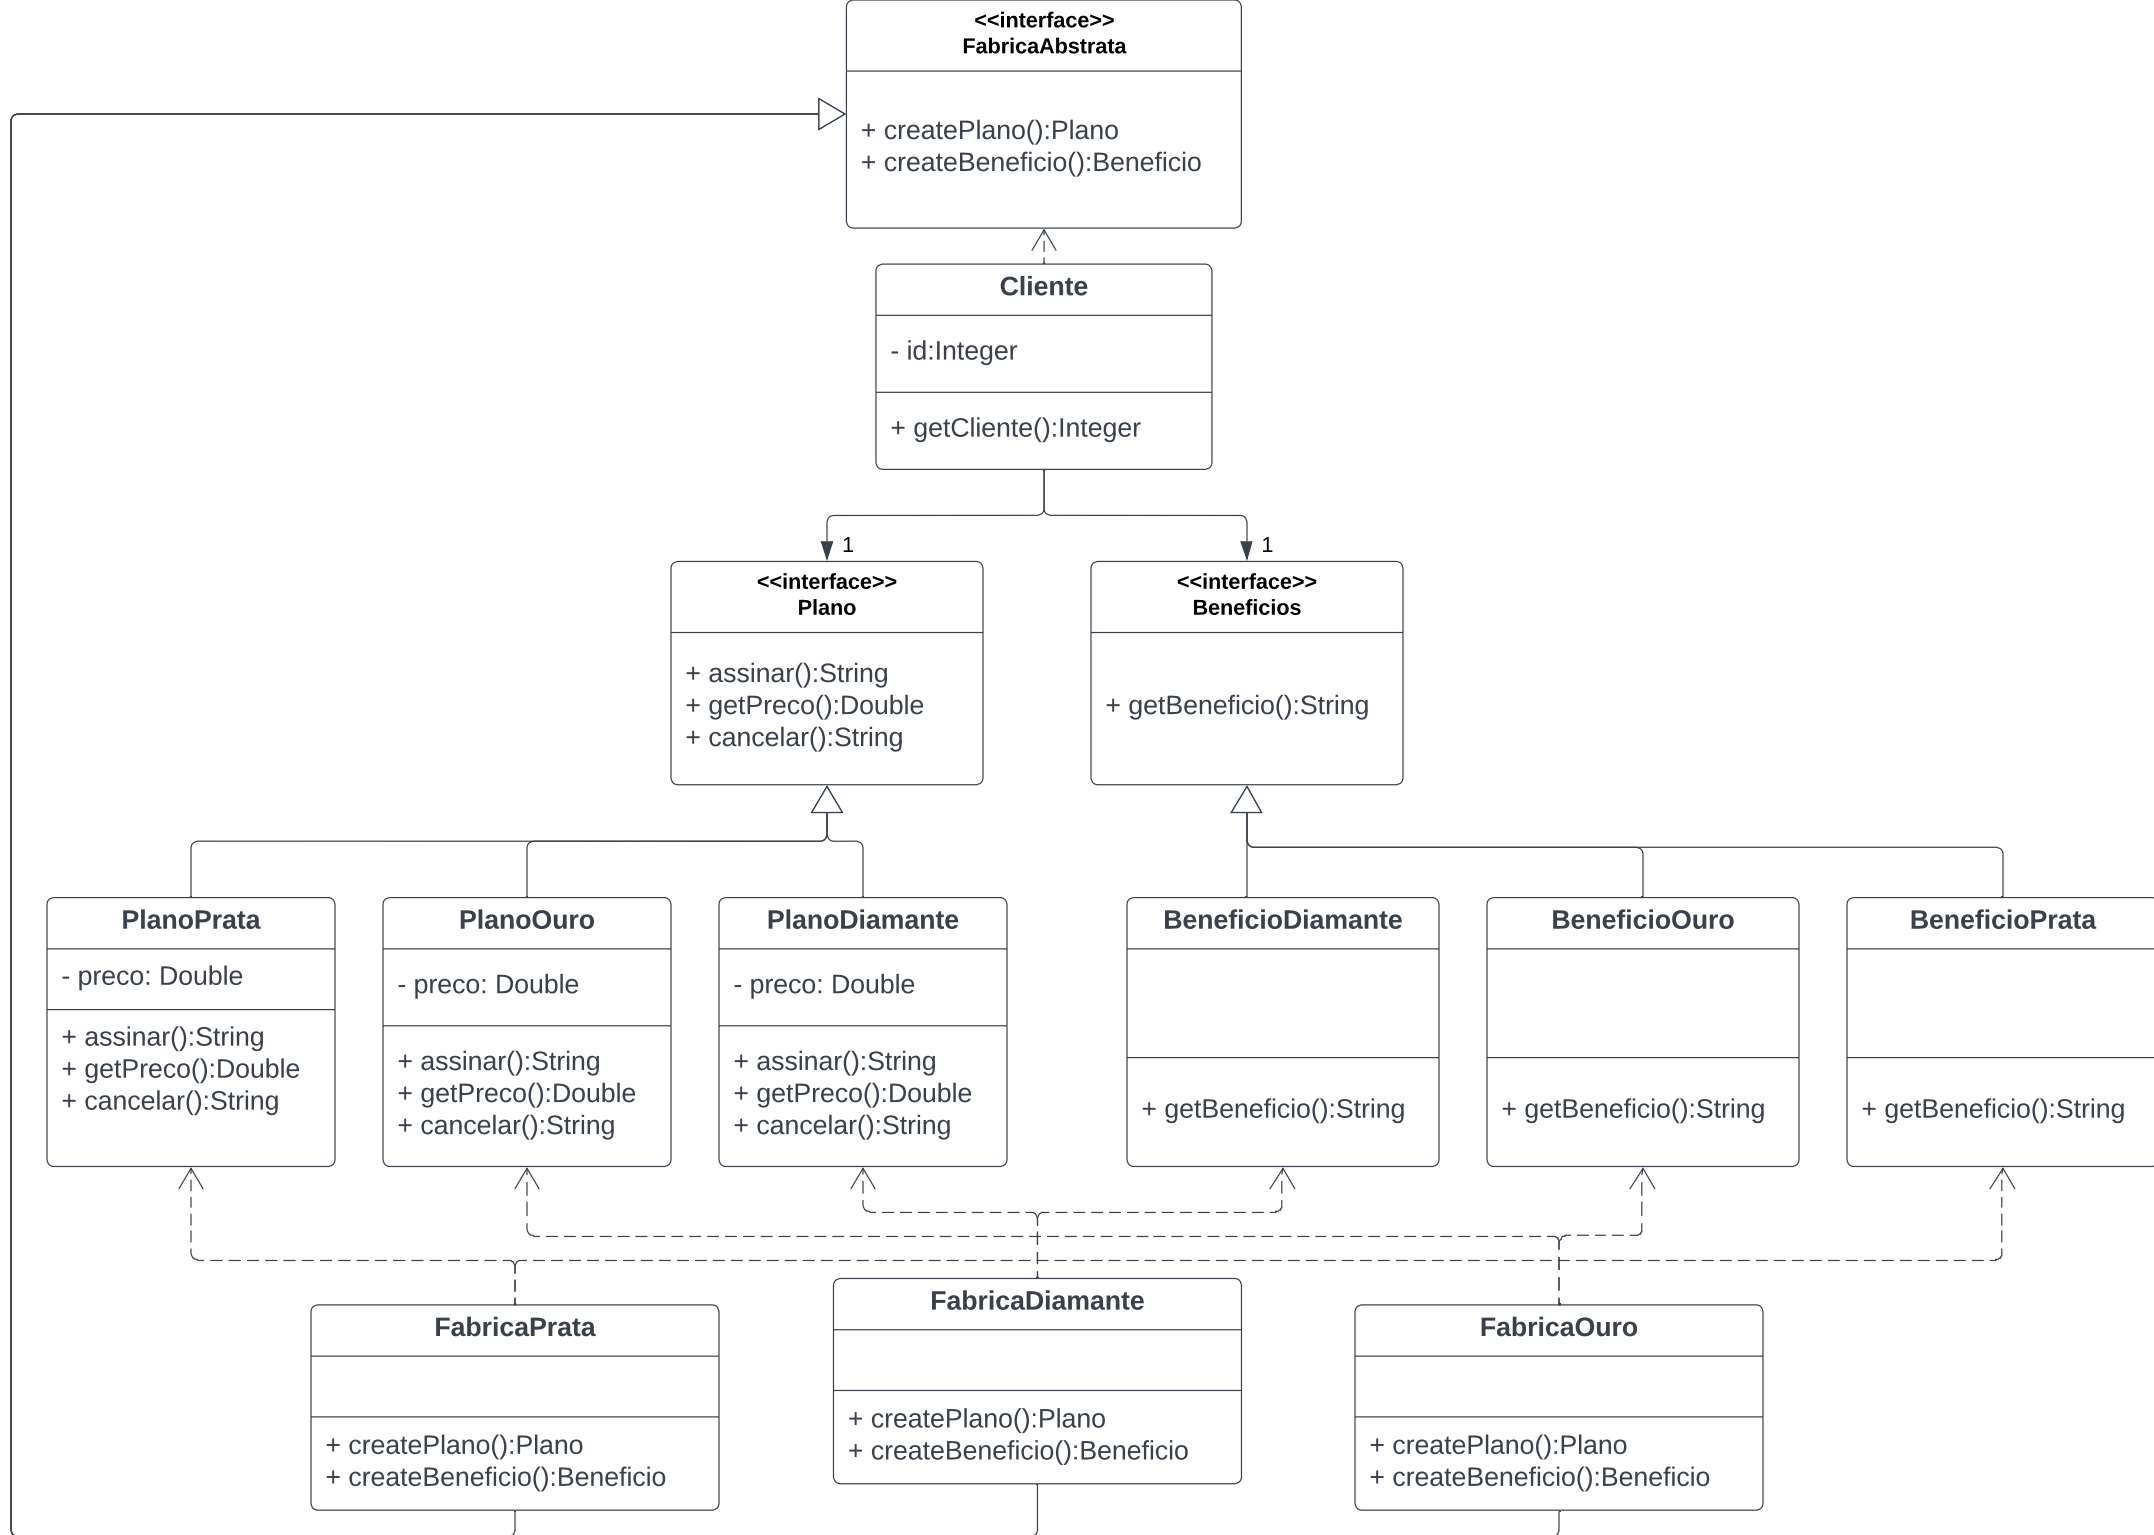 <<interface>>
FabricaAbstrata
+ createPlano():Plano
+ createBeneficio():Beneficio
Cliente
- id:Integer
+ getCliente():Integer
1
1
<<interface>>
Plano
+ assinar():String
+ getPreco():Double
+ cancelar():String
<<interface>>
Beneficios
+ getBeneficio():String
PlanoPrata
- preco: Double
+ assinar():String
+ getPreco():Double
+ cancelar():String
PlanoOuro
- preco: Double
+ assinar():String
+ getPreco():Double
+ cancelar():String
PlanoDiamante
- preco: Double
+ assinar():String
+ getPreco():Double
+ cancelar():String
BeneficioDiamante
+ getBeneficio():String
BeneficioOuro
+ getBeneficio():String
BeneficioPrata
+ getBeneficio():String
FabricaPrata
+ createPlano():Plano
+ createBeneficio():Beneficio
FabricaDiamante
+ createPlano():Plano
+ createBeneficio():Beneficio
FabricaOuro
+ createPlano():Plano
+ createBeneficio():Beneficio